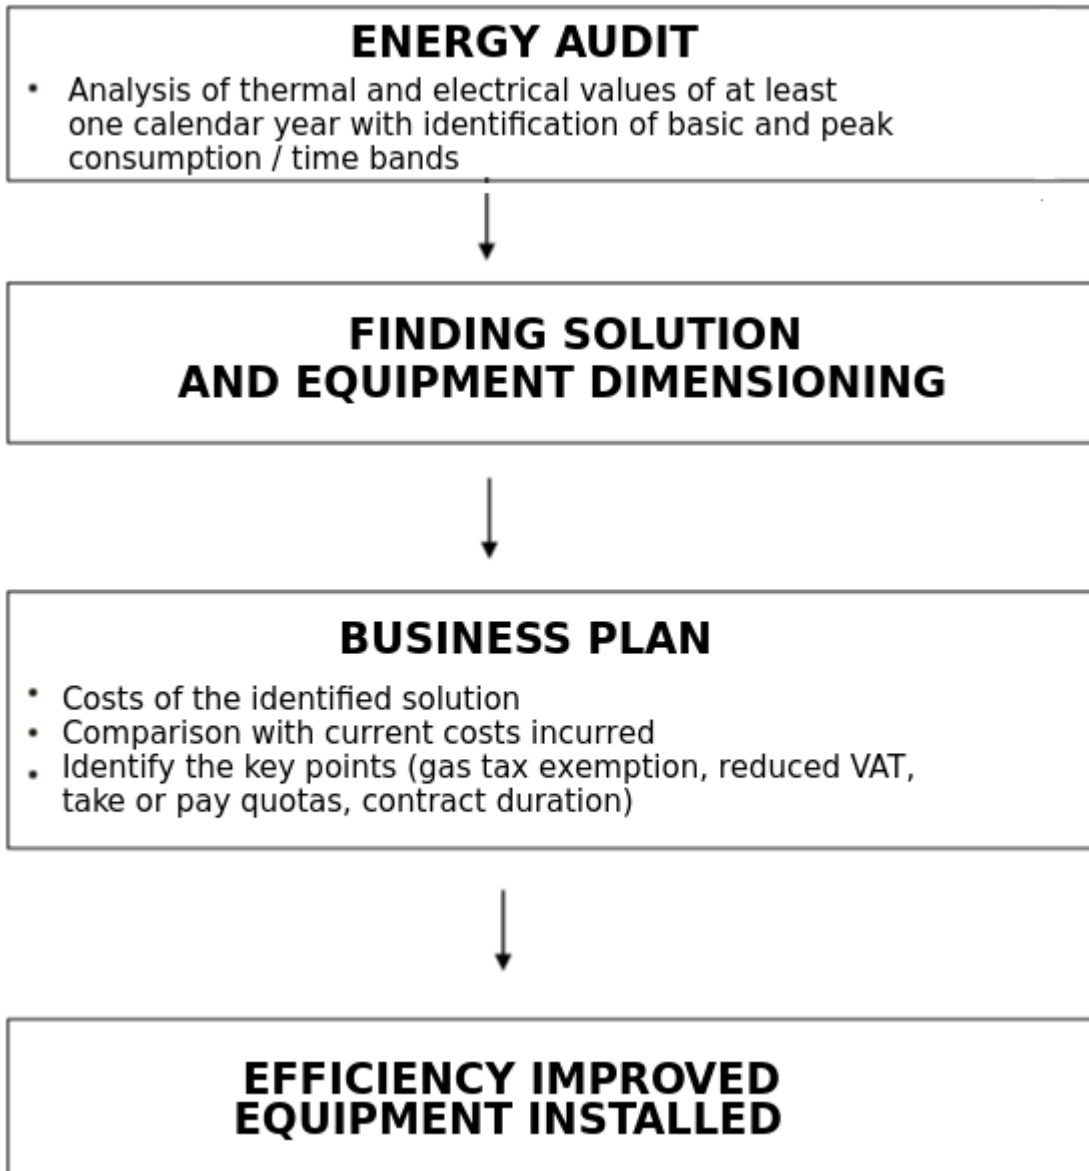 ENERGY AUDIT
• Analysis of thermal and electrical values of at least
one calendar year with identification of basic and peak
consumption / time bands
FINDING SOLUTION
AND EQUIPMENT DIMENSIONING
BUSINESS PLAN
• Costs of the identified solution
• Comparison with current costs incurred
• Identify the key points (gas tax exemption, reduced VAT,
take or pay quotas, contract duration)
EFFICIENCY IMPROVED
EQUIPMENT INSTALLED